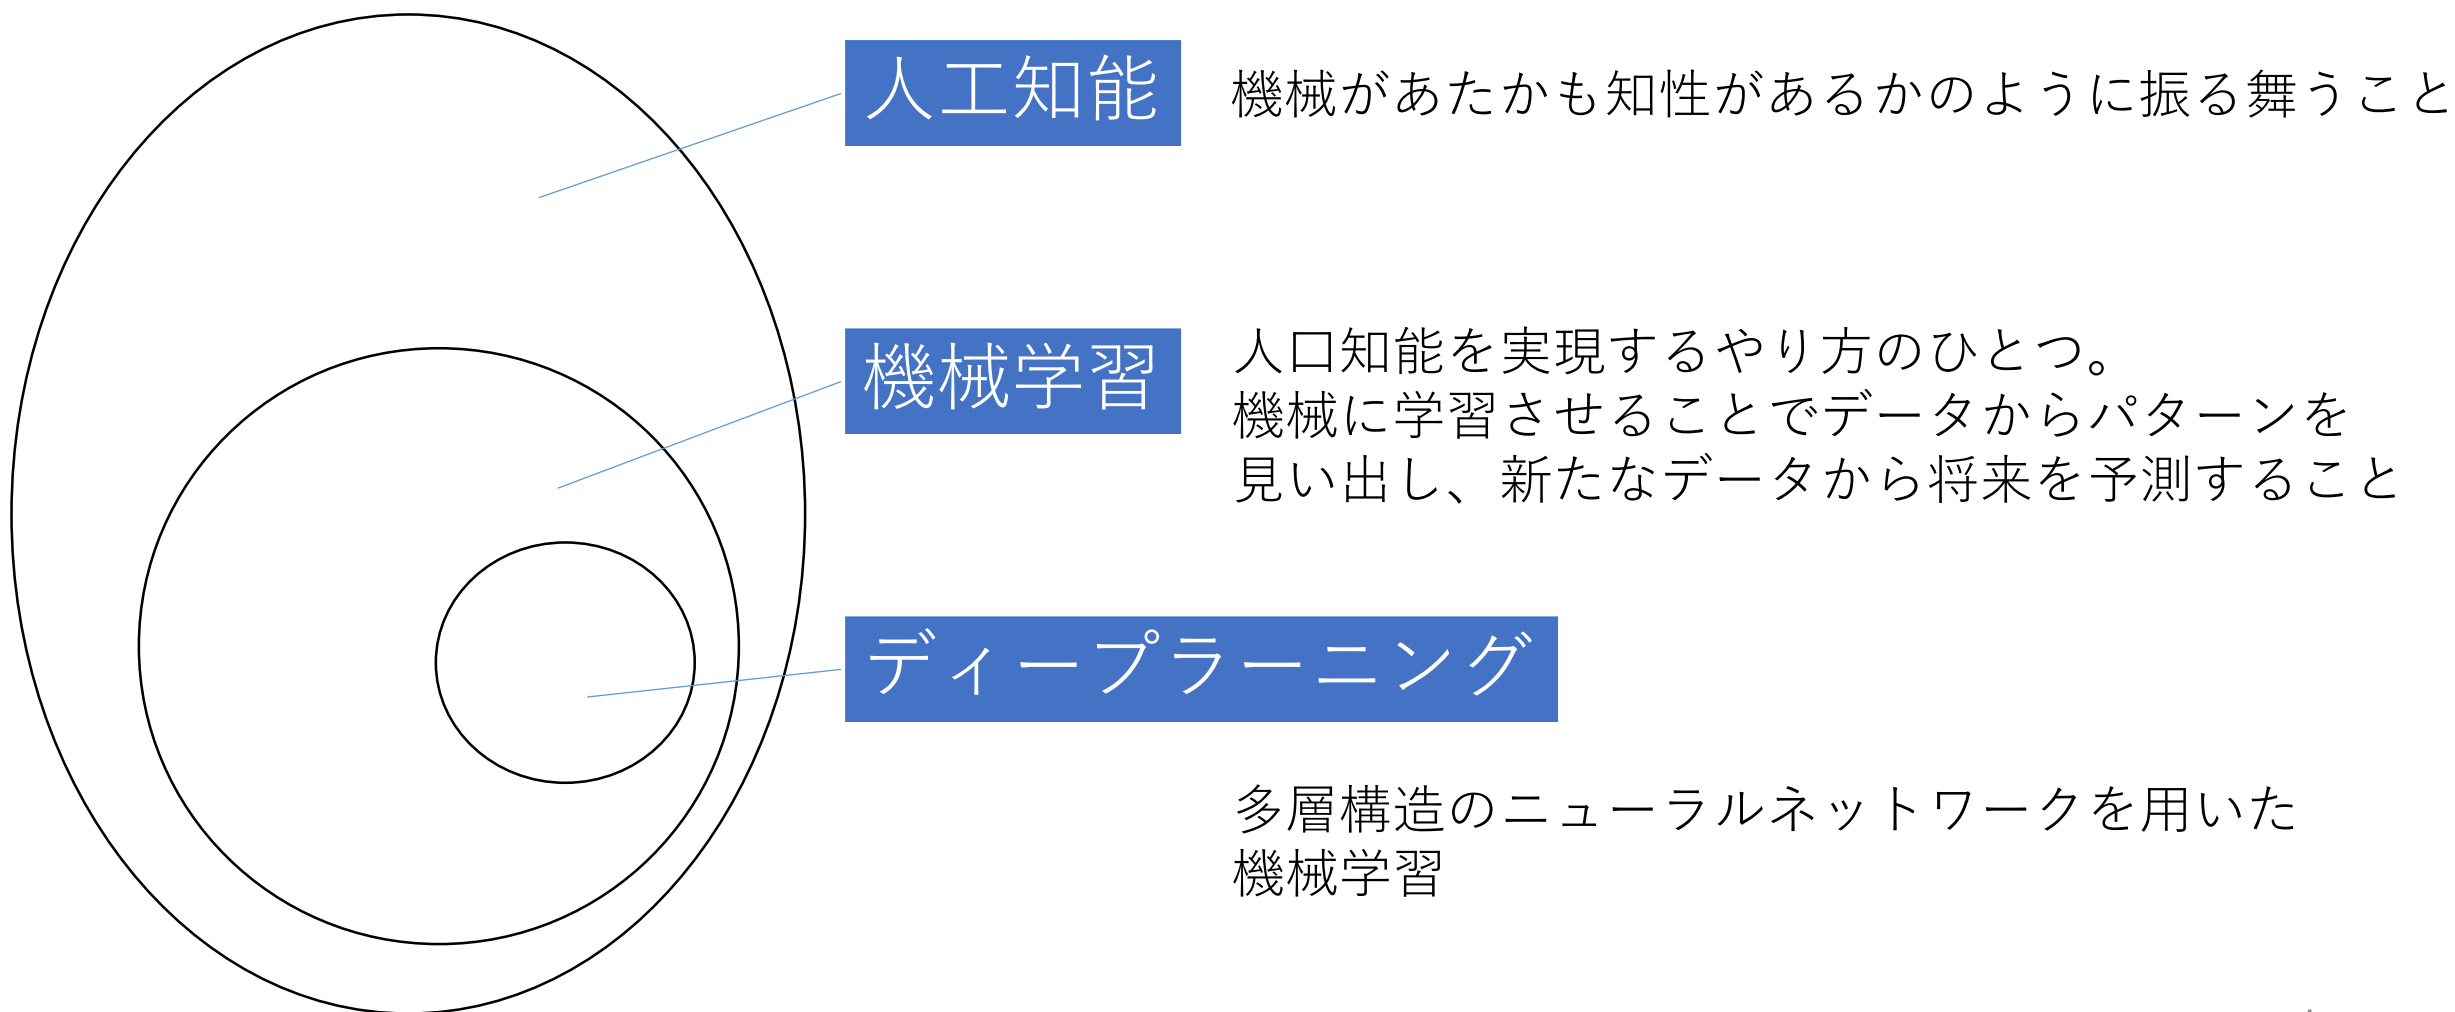 人工知能
機械があたかも知性があるかのように振る舞うこと
機械学習
人口知能を実現するやり方のひとつ。
機械に学習させることでデータからパターンを
見い出し、新たなデータから将来を予測すること
ディープラーニング
多層構造のニューラルネットワークを用いた
機械学習